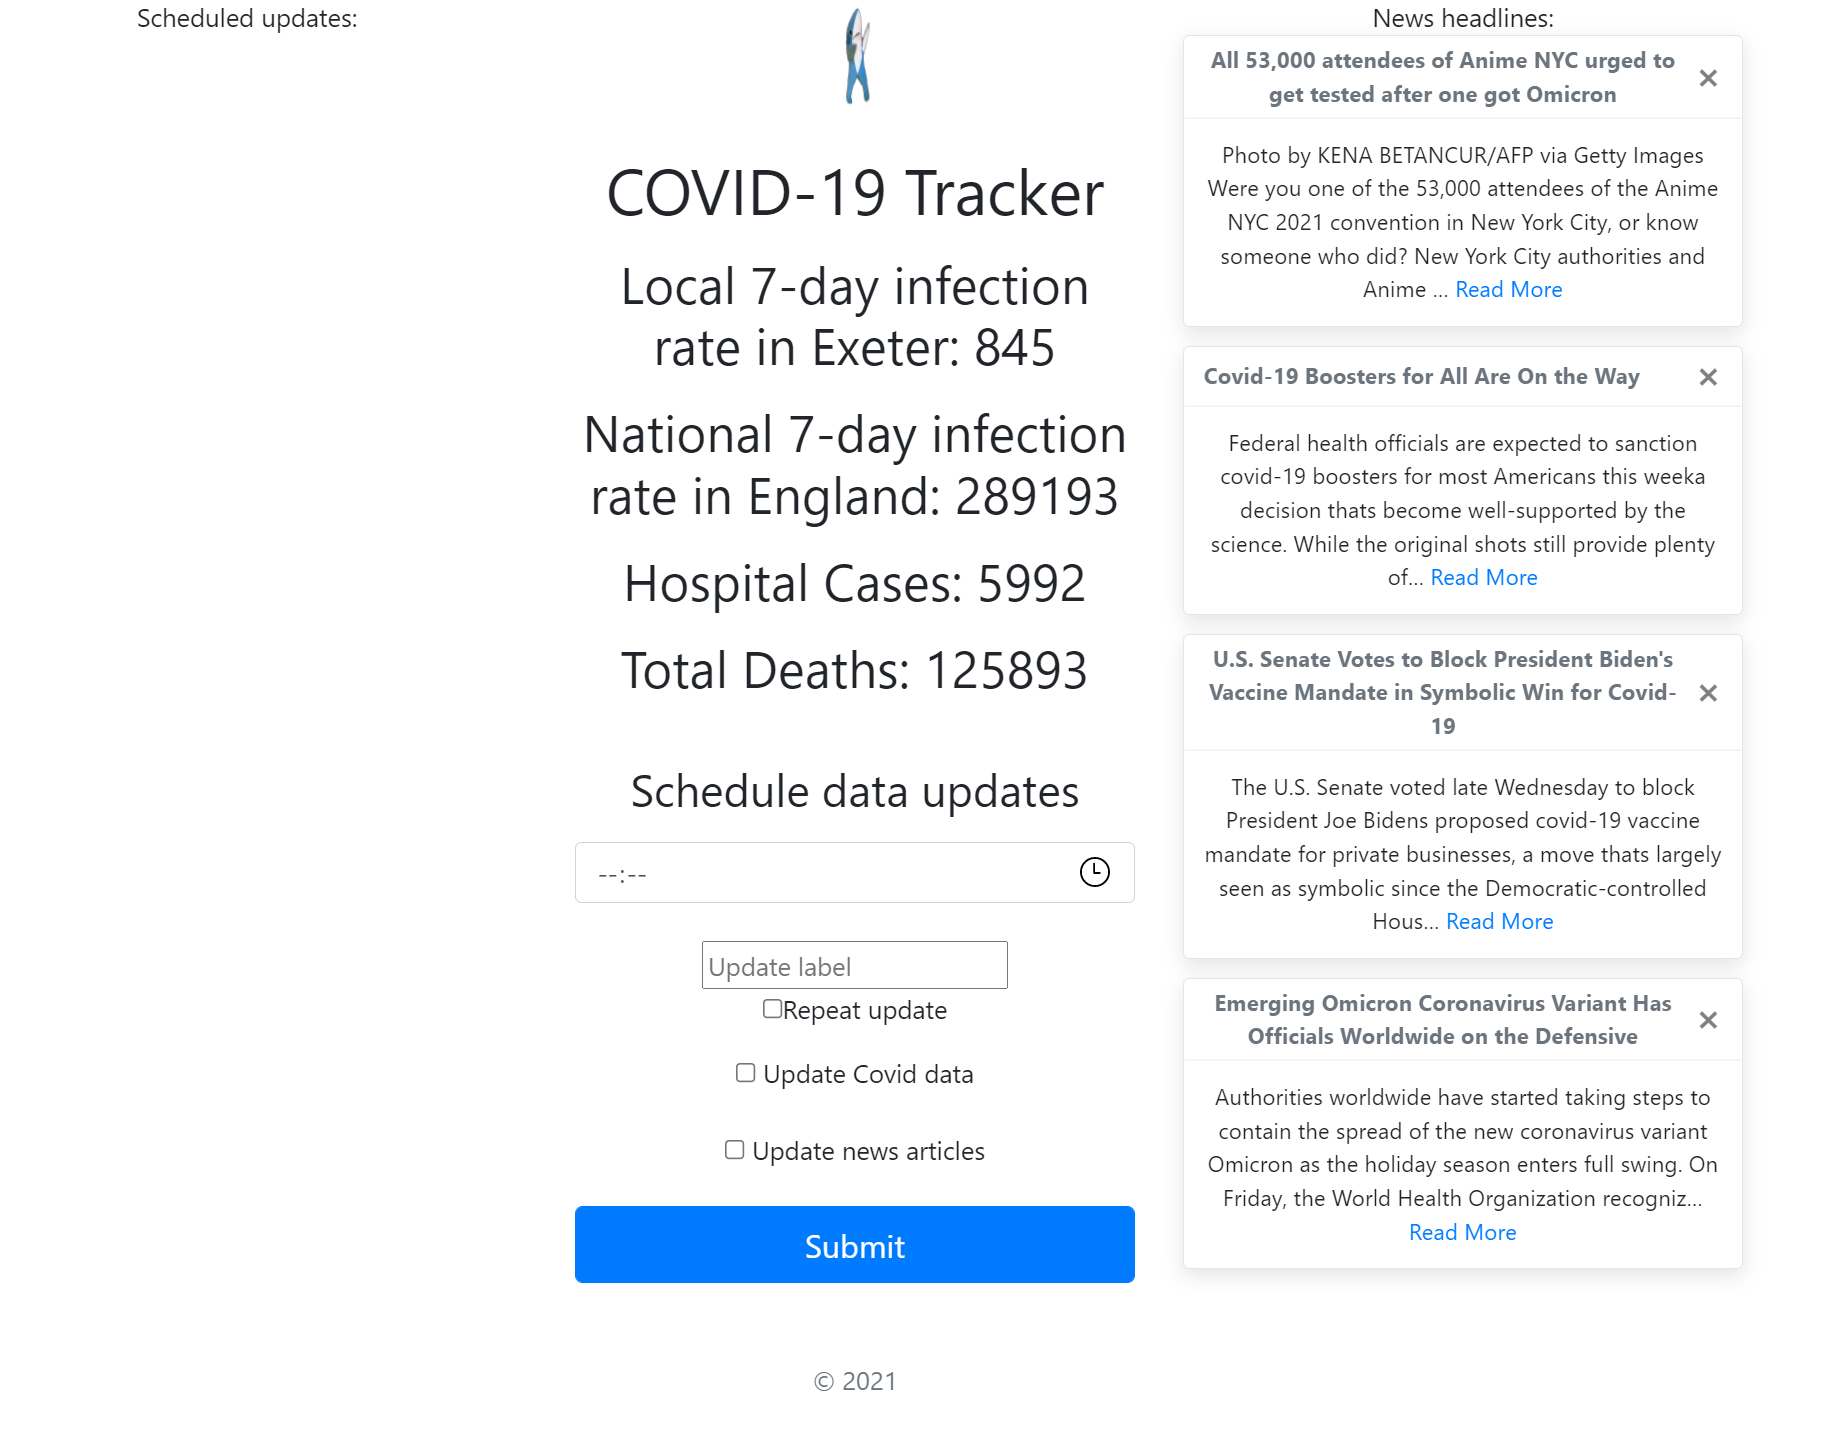 Scheduled updates:
COVID-19 Tracker
Local 7-day infection
rate in Exeter: 845
National 7-day infection
rate in England: 289193
Hospital Cases: 5992
Total Deaths: 125893
Schedule data updates
--:--
Update label
Repeat update
Update Covid data
Update news articles
Submit
© 2021
News headlines:
All 53,000 attendees of Anime NYC urged to
get tested after one got Omicron
Photo by KENA BETANCUR/AFP via Getty Images
Were you one of the 53,000 attendees of the Anime
NYC 2021 convention in New York City, or know
someone who did? New York City authorities and
Anime ... Read More
Covid-19 Boosters for All Are On the Way
Federal health officials are expected to sanction
covid-19 boosters for most Americans this weeka
decision thats become well-supported by the
science. While the original shots still provide plenty
of... Read More
U.S. Senate Votes to Block President Biden's
Vaccine Mandate in Symbolic Win for Covid-
19
The U.S. Senate voted late Wednesday to block
President Joe Bidens proposed covid-19 vaccine
mandate for private businesses, a move thats largely
seen as symbolic since the Democratic-controlled
Hous... Read More
Emerging Omicron Coronavirus Variant Has
Officials Worldwide on the Defensive
Authorities worldwide have started taking steps to
contain the spread of the new coronavirus variant
Omicron as the holiday season enters full swing. On
Friday, the World Health Organization recogniz...
Read More